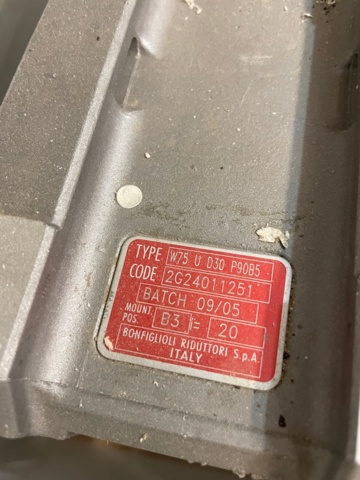 TYPE W75 U D30 P90B5
CODE 2G24011251
BATCH 09/05
MOUNT. POS. B3 i= 20
BONFIGLIOLI RIDUTTORI S.p.A
ITALY